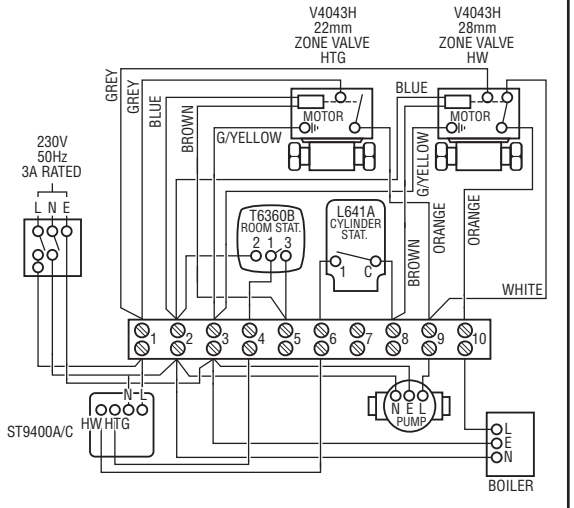 V4043H
22mm
ZONE VALVE
HTG
V4043H
28mm
ZONE VALVE
HW
GREY
GREY
BLUE
BROWN
G/YELLOW
MOTOR
BLUE
MOTOR
G/YELLOW
BROWN
ORANGE
ORANGE
WHITE
230V
50Hz
3A RATED
L N E
T6360B
ROOM STAT.
2 1 3
L641A
CYLINDER
STAT.
1 C
1 2 3 4 5 6 7 8 9 10
N L
HW HTG
ST9400A/C
N E L
PUMP
L
E
N
BOILER